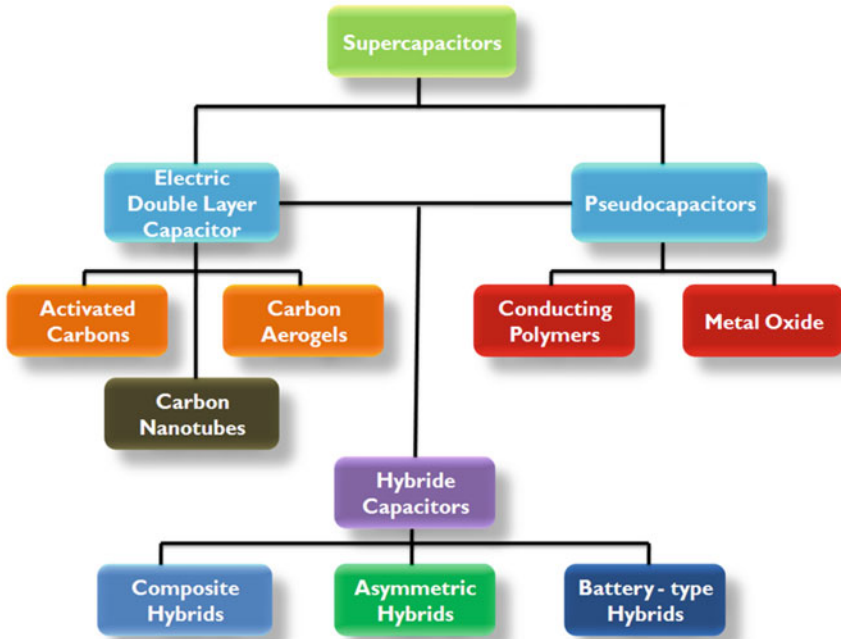 Supercapacitors
Electric
Double Layer
Capacitor
Pseudocapacitors
Activated
Carbons
Carbon
Aerogels
Conducting
Polymers
Metal Oxide
Carbon
Nanotubes
Hybride
Capacitors
Composite
Hybrids
Asymmetric
Hybrids
Battery - type
Hybrids